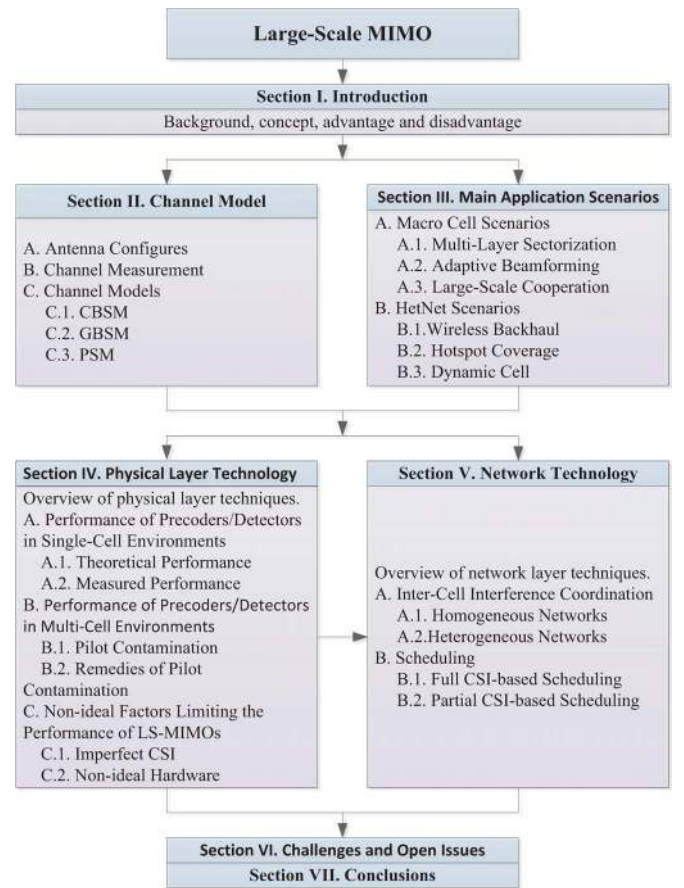 Large-Scale MIMO
Section I. Introduction
Background, concept, advantage and disadvantage
Section II. Channel Model
A. Antenna Configures
B. Channel Measurement
C. Channel Models
C.1. CBSM
C.2. GBSM
C.3. PSM
Section III. Main Application Scenarios
A. Macro Cell Scenarios
A.1. Multi-Layer Sectorization
A.2. Adaptive Beamforming
A.3. Large-Scale Cooperation
B. HetNet Scenarios
B.1.Wireless Backhaul
B.2. Hotspot Coverage
B.3. Dynamic Cell
Section IV. Physical Layer Technology
Overview of physical layer techniques.
A. Performance of Precoders/Detectors
in Single-Cell Environments
A.1. Theoretical Performance
A.2. Measured Performance
B. Performance of Precoders/Detectors
in Multi-Cell Environments
B.1. Pilot Contamination
B.2. Remedies of Pilot
Contamination
C. Non-ideal Factors Limiting the
Performance of LS-MIMOs
C.1. Imperfect CSI
C.2. Non-ideal Hardware
Section V. Network Technology
Overview of network layer techniques.
A. Inter-Cell Interference Coordination
A.1. Homogeneous Networks
A.2.Heterogeneous Networks
B. Scheduling
B.1. Full CSI-based Scheduling
B.2. Partial CSI-based Scheduling
Section VI. Challenges and Open Issues
Section VII. Conclusions